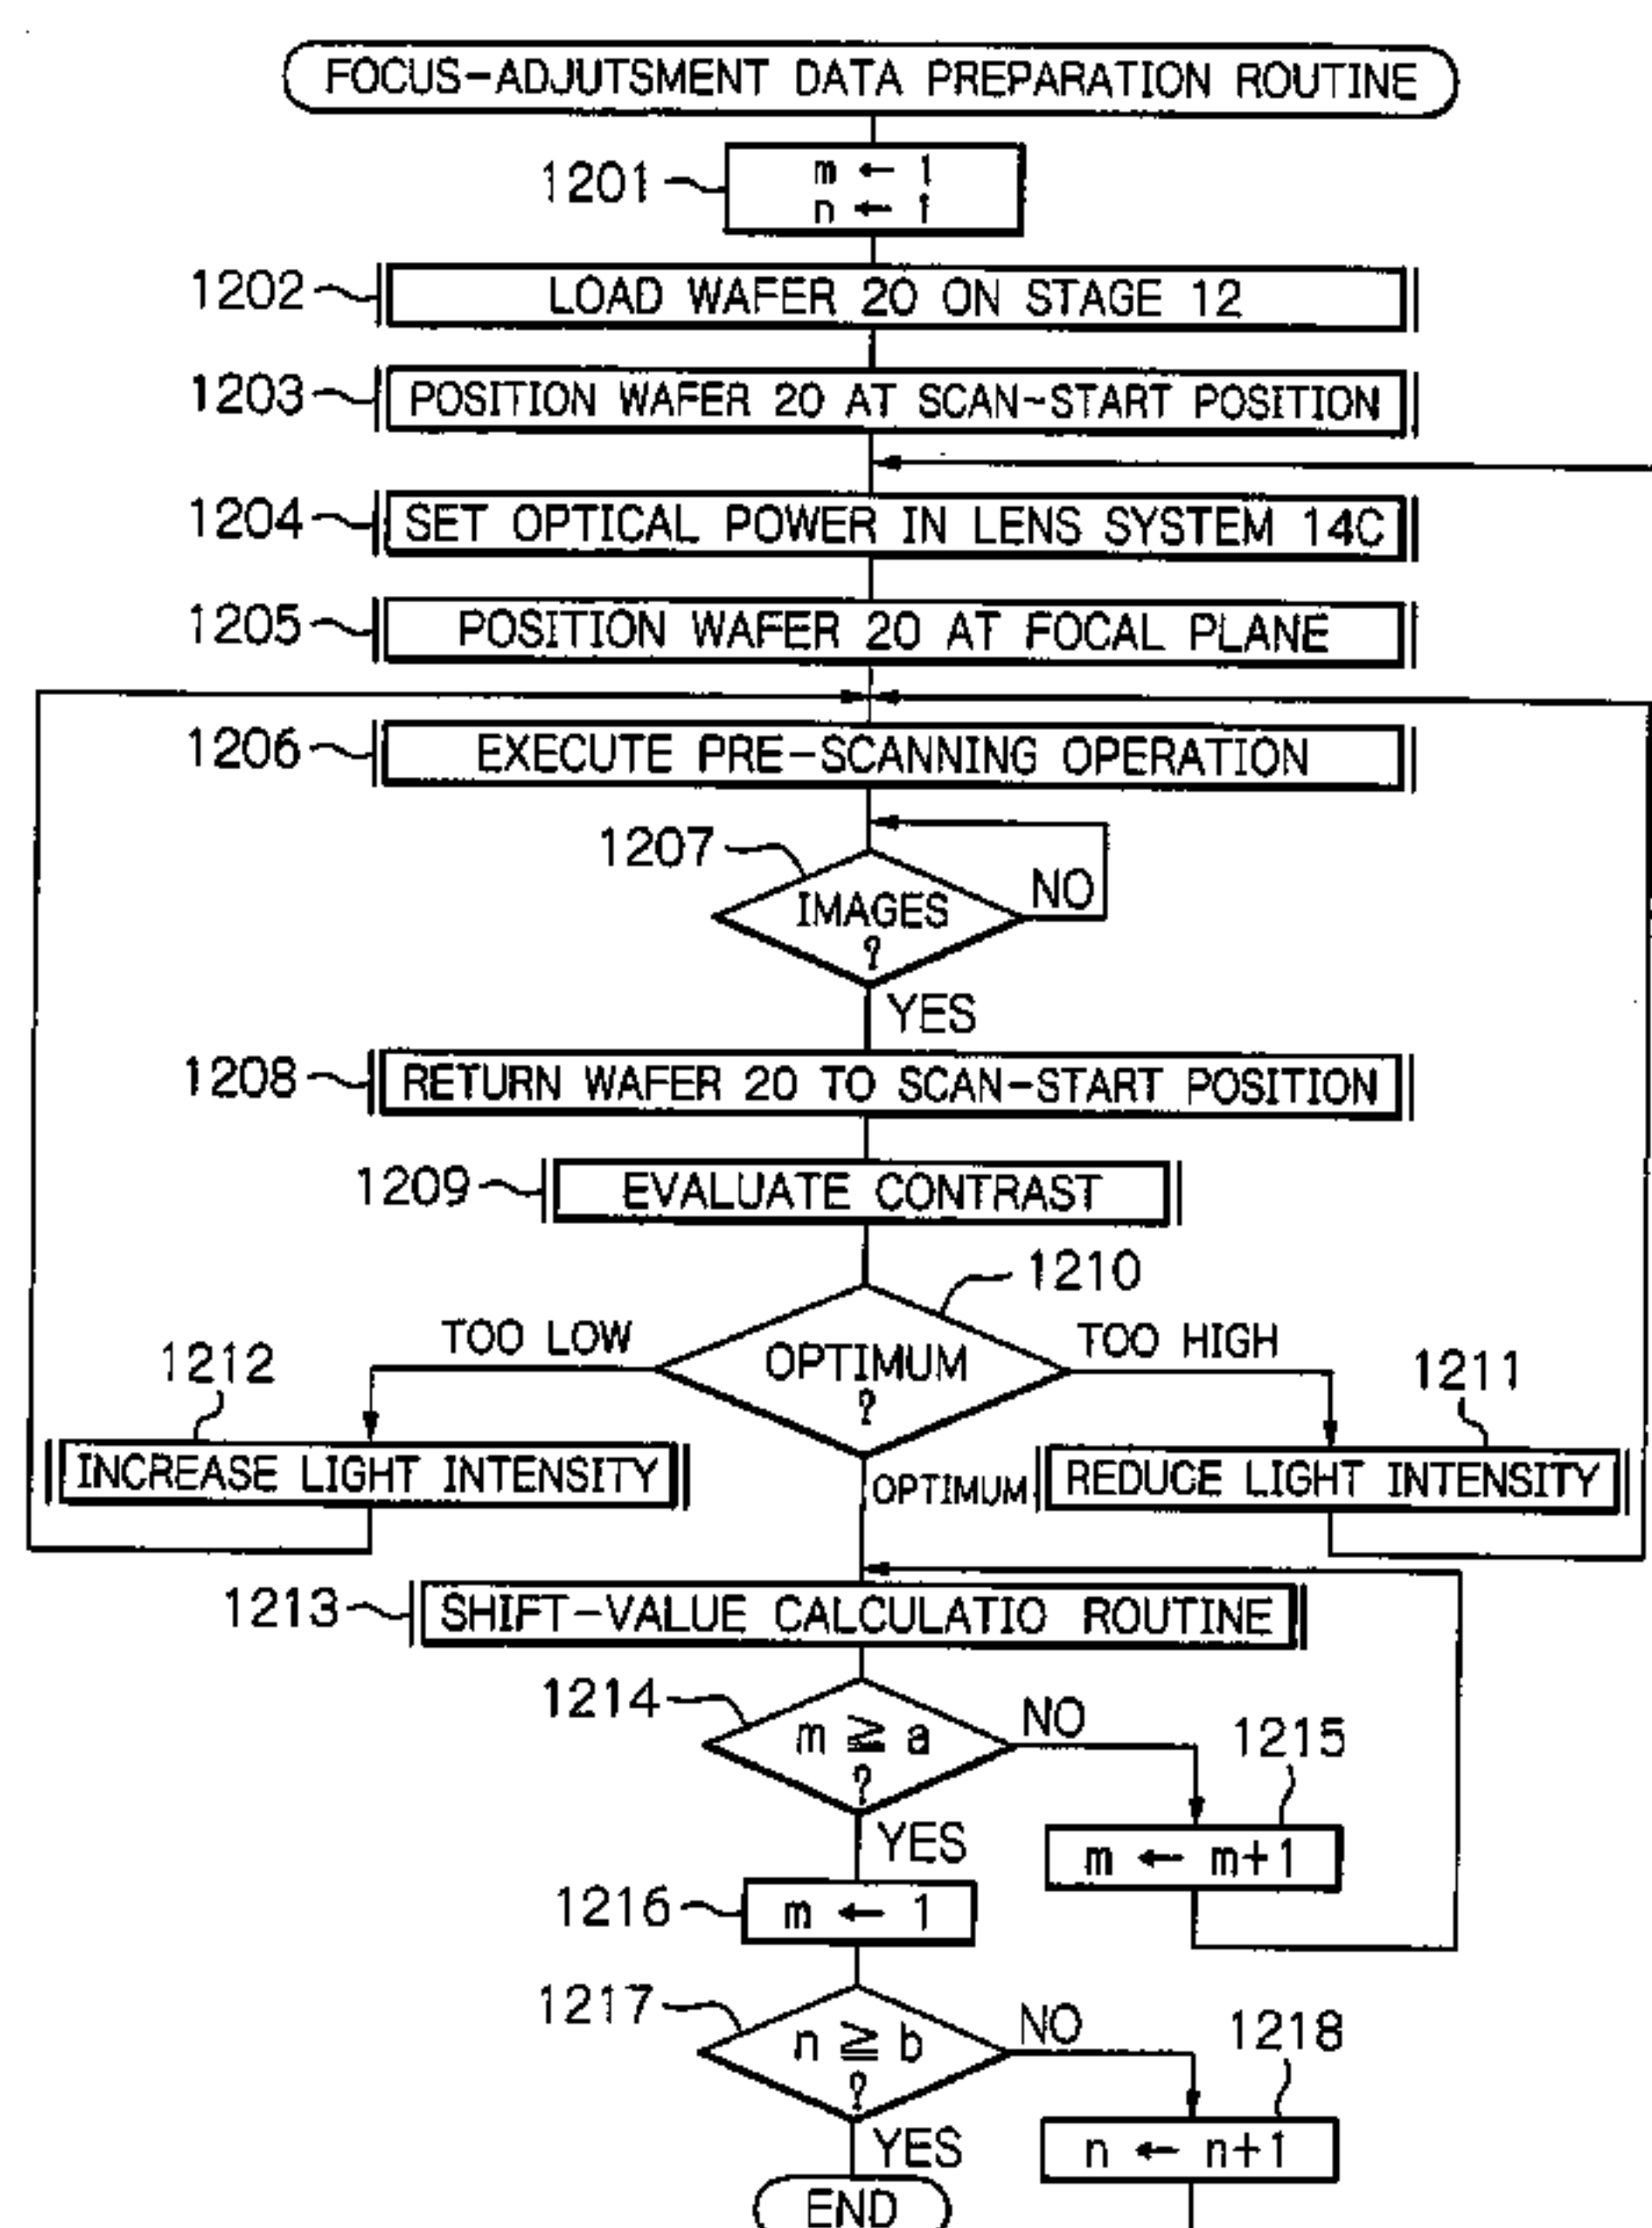 FOCUS-ADJUTSMENT DATA PREPARATION ROUTINE
1201
m ← 1
n ← 1
1202
LOAD WAFER 20 ON STAGE 12
1203
POSITION WAFER 20 AT SCAN-START POSITION
1204
SET OPTICAL POWER IN LENS SYSTEM 14C
1205
POSITION WAFER 20 AT FOCAL PLANE
1206
EXECUTE PRE-SCANNING OPERATION
1207
IMAGES
?
NO
YES
1208
RETURN WAFER 20 TO SCAN-START POSITION
1209
EVALUATE CONTRAST
1210
OPTIMUM
?
TOO LOW
TOO HIGH
1212
1211
INCREASE LIGHT INTENSITY
OPTIMUM
REDUCE LIGHT INTENSITY
1213
SHIFT-VALUE CALCULATIO ROUTINE
1214
m ≧ a
?
NO
1215
YES
m ← m+1
1216
m ← 1
1217
n ≧ b
?
NO
1218
YES
n ← n+1
END